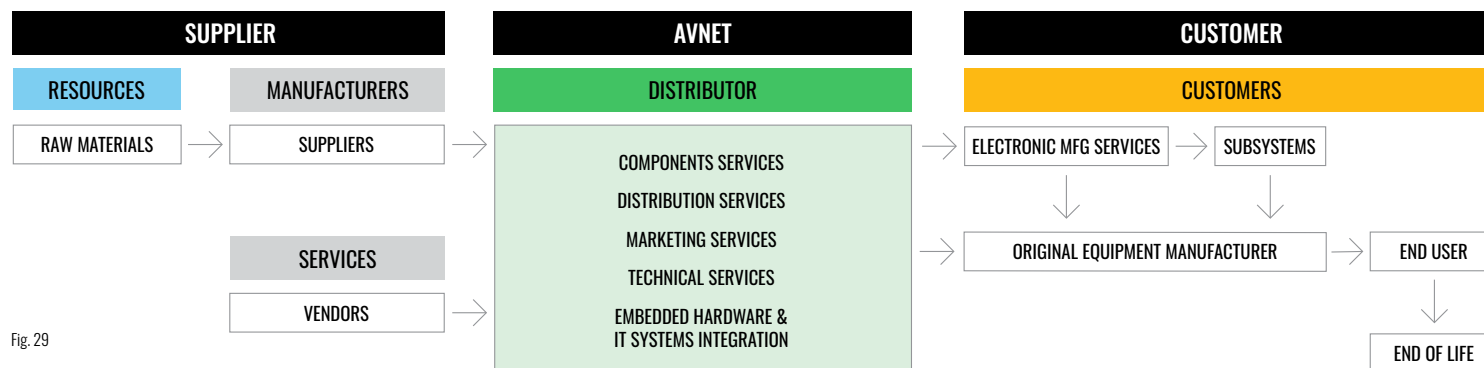 SUPPLIER
AVNET
CUSTOMER
RESOURCES
MANUFACTURERS
DISTRIBUTOR
CUSTOMERS
RAW MATERIALS
SUPPLIERS
COMPONENTS SERVICES
DISTRIBUTION SERVICES
MARKETING SERVICES
TECHNICAL SERVICES
EMBEDDED HARDWARE &
IT SYSTEMS INTEGRATION
ELECTRONIC MFG SERVICES
SUBSYSTEMS
SERVICES
VENDORS
ORIGINAL EQUIPMENT MANUFACTURER
END USER
END OF LIFE
Fig. 29